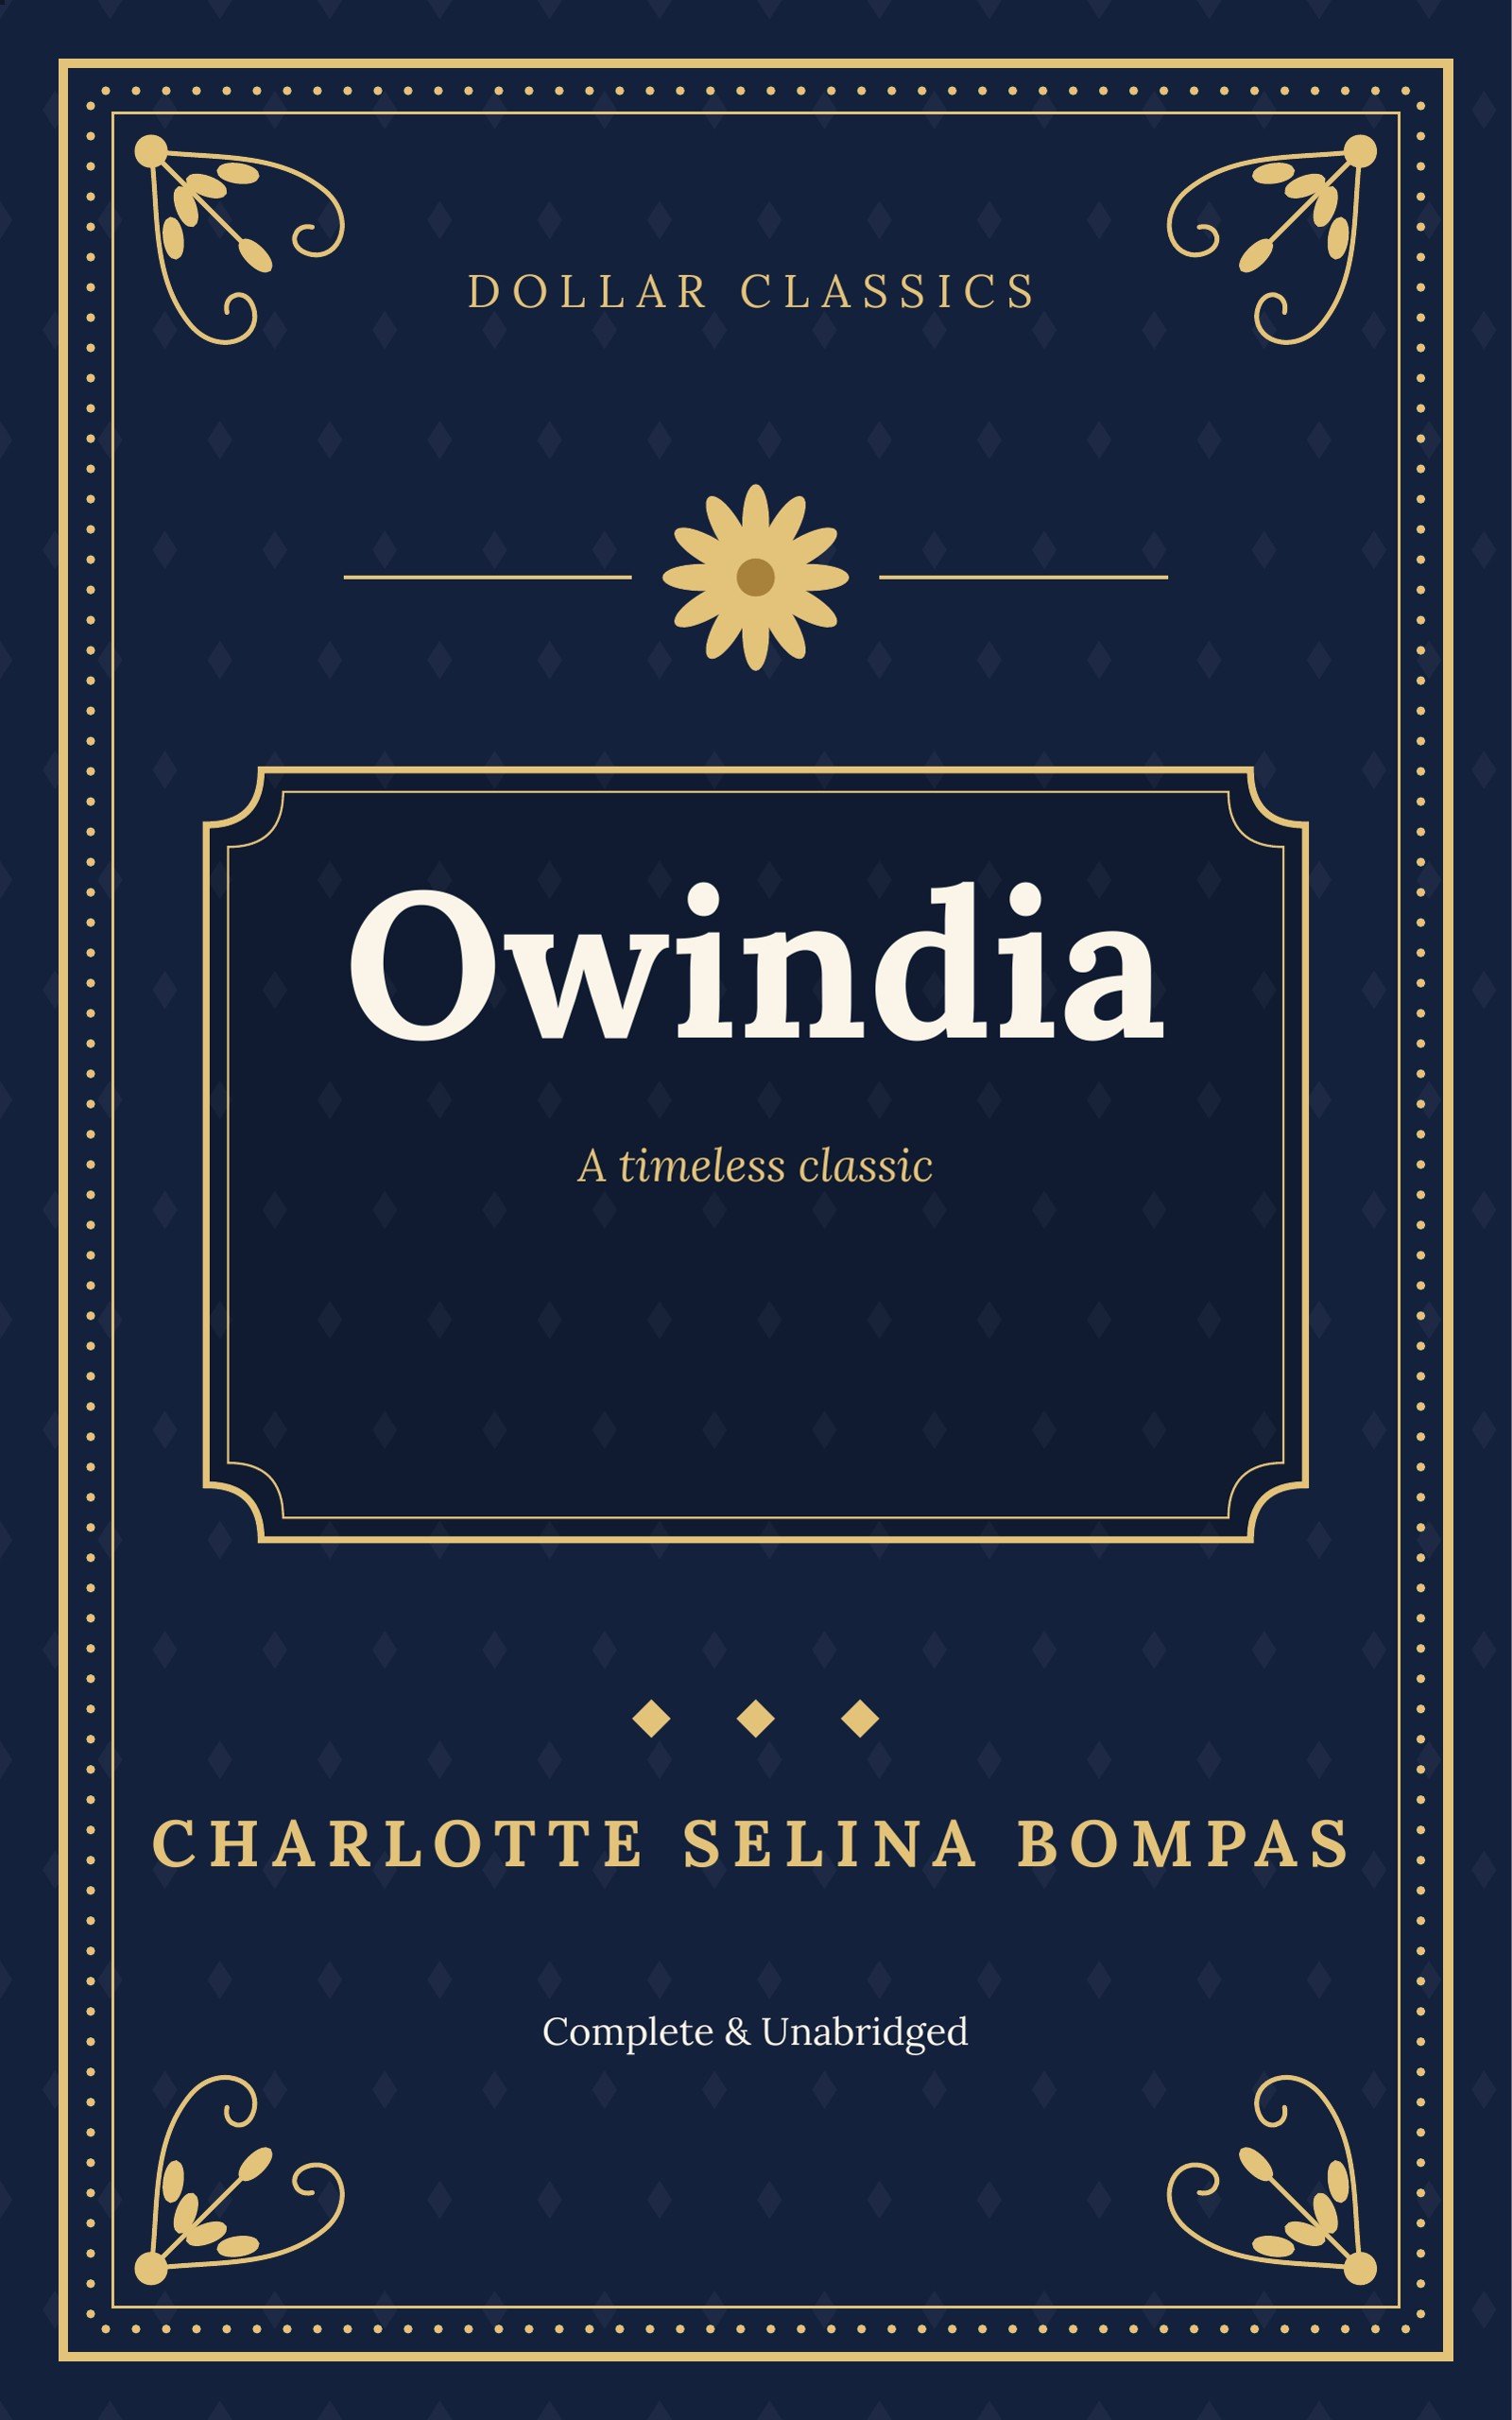 DOLLAR CLASSICS
Owindia
A timeless classic
CHARLOTTE SELINA BOMPAS
Complete & Unabridged